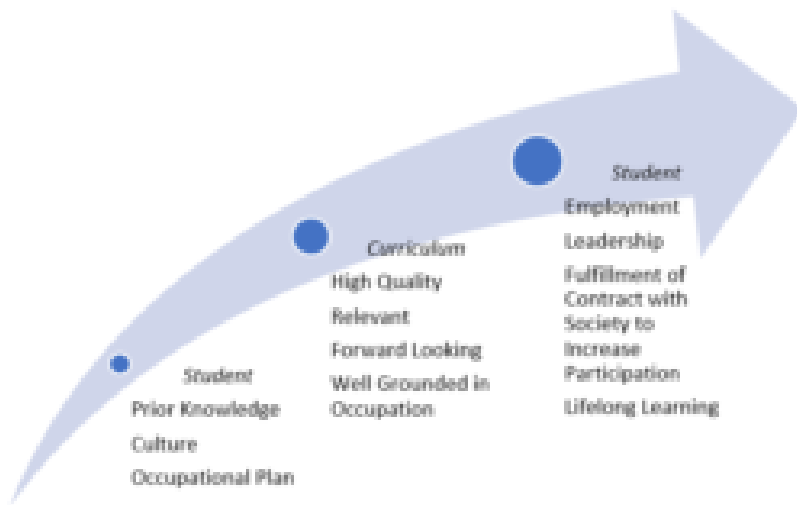 Student
Prior Knowledge
Culture
Occupational Plan
Curriculum
High Quality
Relevant
Forward Looking
Well Grounded in
Occupation
Student
Employment
Leadership
Fulfillment of
Contract with
Society to
Increase
Participation
Lifelong Learning